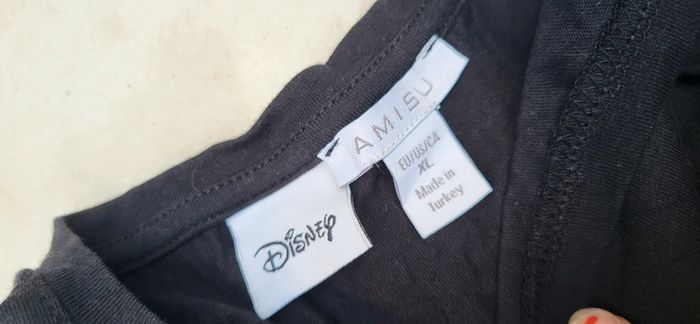 AMISU
EU/US/CA
XL
Made in
Turkey
Disney